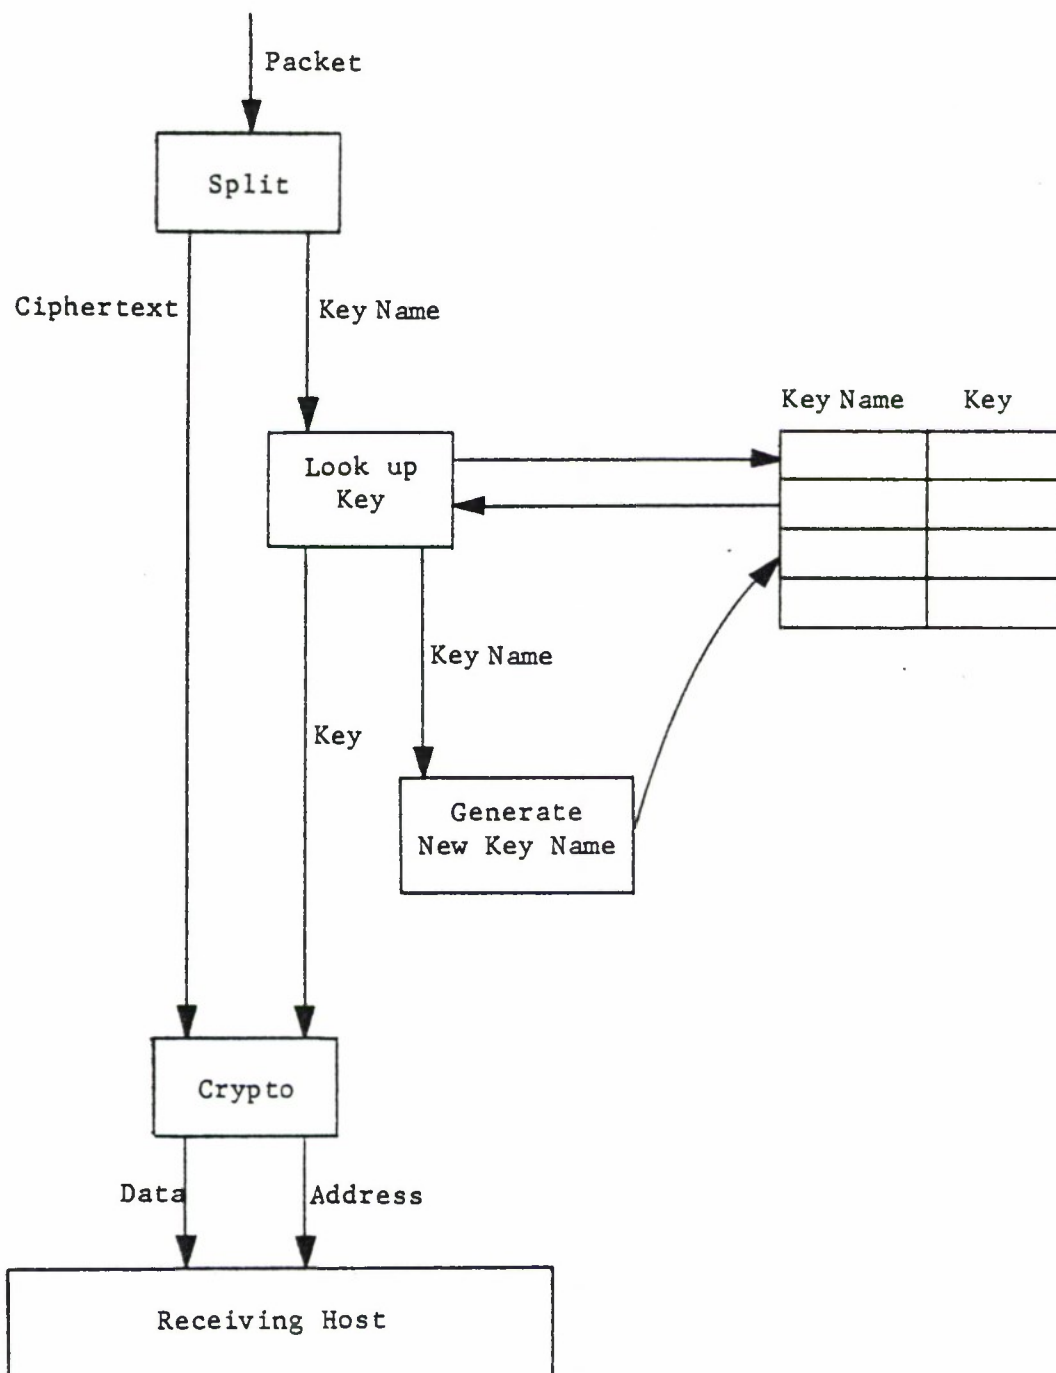 Packet
Split
Ciphertext
Key Name
Key Name
Key
Look up
Key
Key Name
Key
Generate
New Key Name
Crypto
Data
Address
Receiving Host